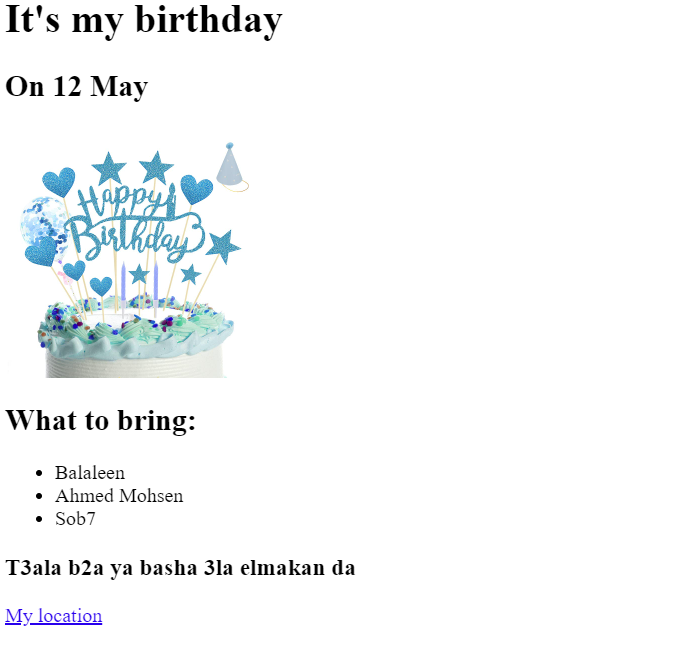 It's my birthday
On 12 May
Happy
Birthday
What to bring:
Balaleen
Ahmed Mohsen
Sob7
T3ala b2a ya basha 3la elmakan da
My location